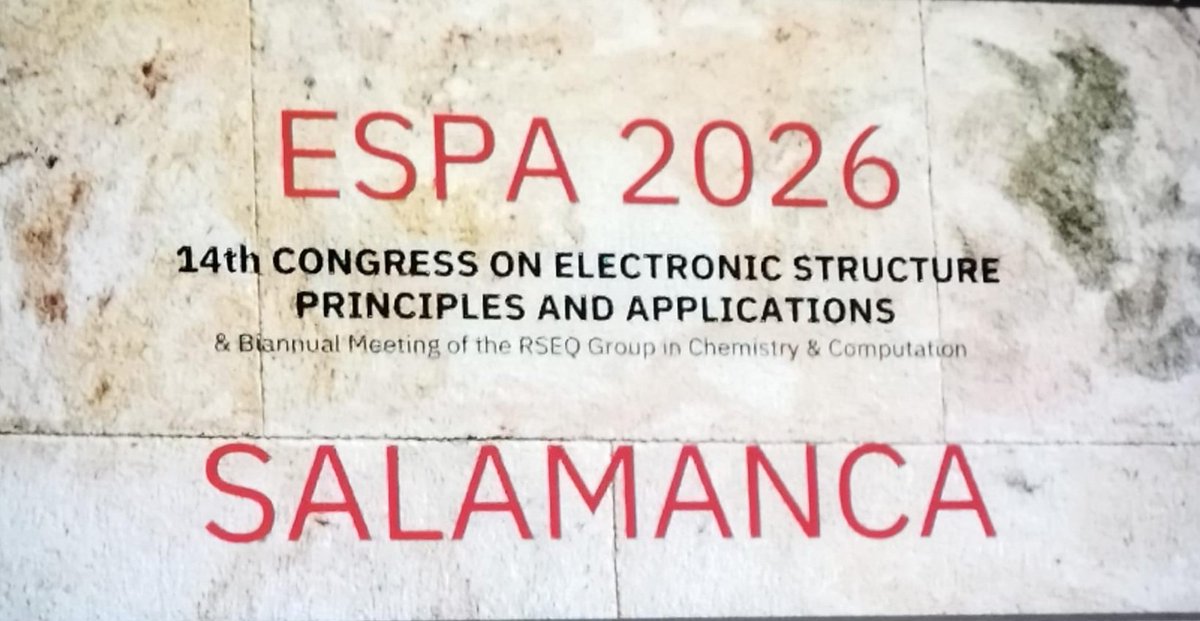 ESPA 2026
14th CONGRESS ON ELECTRONIC STRUCTURE
PRINCIPLES AND APPLICATIONS
& Biannual Meeting of the RSEQ Group in Chemistry & Computation
SALAMANCA